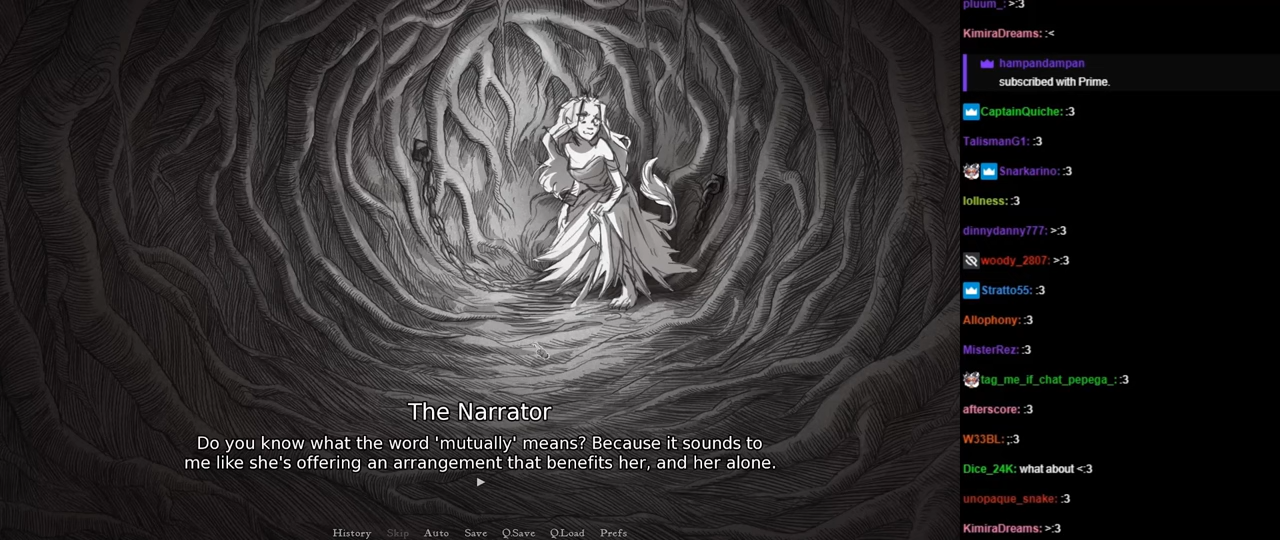 The Narrator
Do you know what the word 'mutually' means? Because it sounds to
me like she's offering an arrangement that benefits her, and her alone.
History Skip Auto Save Q.Save Q.Load Prefs
pluum_: >:3
KimiraDreams: :<
hampandampan
subscribed with Prime.
CaptainQuiche: :3
TalismanG1: :3
Snarkarino: :3
lollness: :3
dinnydanny777: >:3
woody_2807: >:3
Stratto55: :3
Allophony: :3
MisterRez: :3
tag_me_if_chat_pepega_: :3
afterscore: :3
W33BL: ;:3
Dice_24K: what about <:3
unopaque_snake: :3
KimiraDreams: >:3